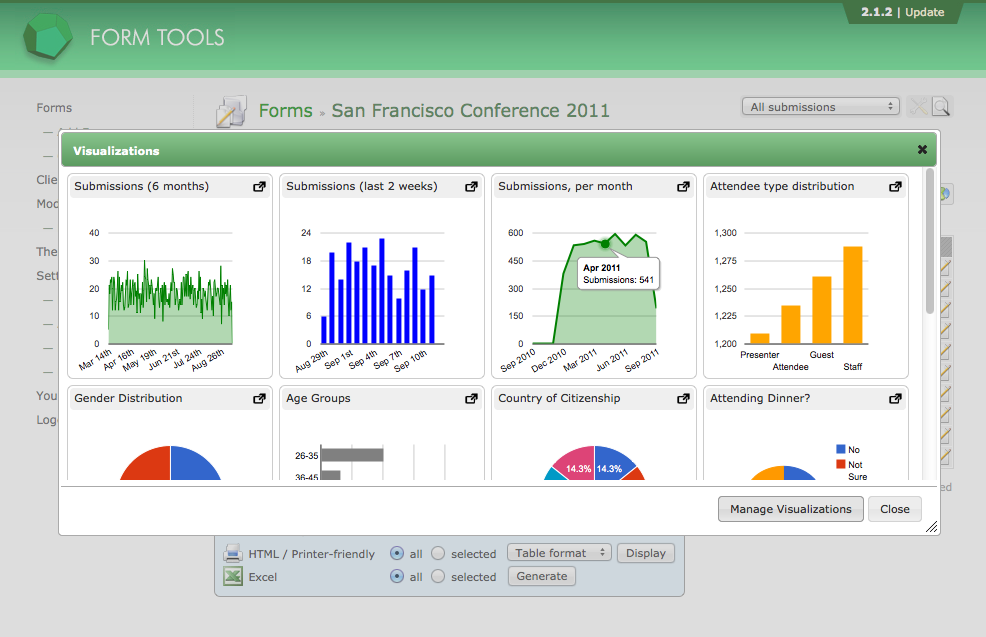 2.1.2 | Update
FORM TOOLS
Forms
Forms » San Francisco Conference 2011
All submissions
Visualizations
Submissions (6 months)
40
30
20
10
0
Mar 14th
Apr 16th
May 19th
Jun 21st
Jul 24th
Aug 26th
Submissions (last 2 weeks)
24
18
12
6
0
Aug 29th
Sep 1st
Sep 4th
Sep 7th
Sep 10th
Submissions, per month
600
450
300
150
0
Apr 2011
Submissions: 541
Sep 2010
Dec 2010
Mar 2011
Jun 2011
Sep 2011
Attendee type distribution
1,300
1,275
1,250
1,225
1,200
Presenter
Guest
Attendee
Staff
Gender Distribution
Age Groups
26-35
36-45
Country of Citizenship
14.3%
14.3%
Attending Dinner?
No
Not
Sure
Manage Visualizations
Close
HTML / Printer-friendly
all
selected
Table format
Display
Excel
all
selected
Generate